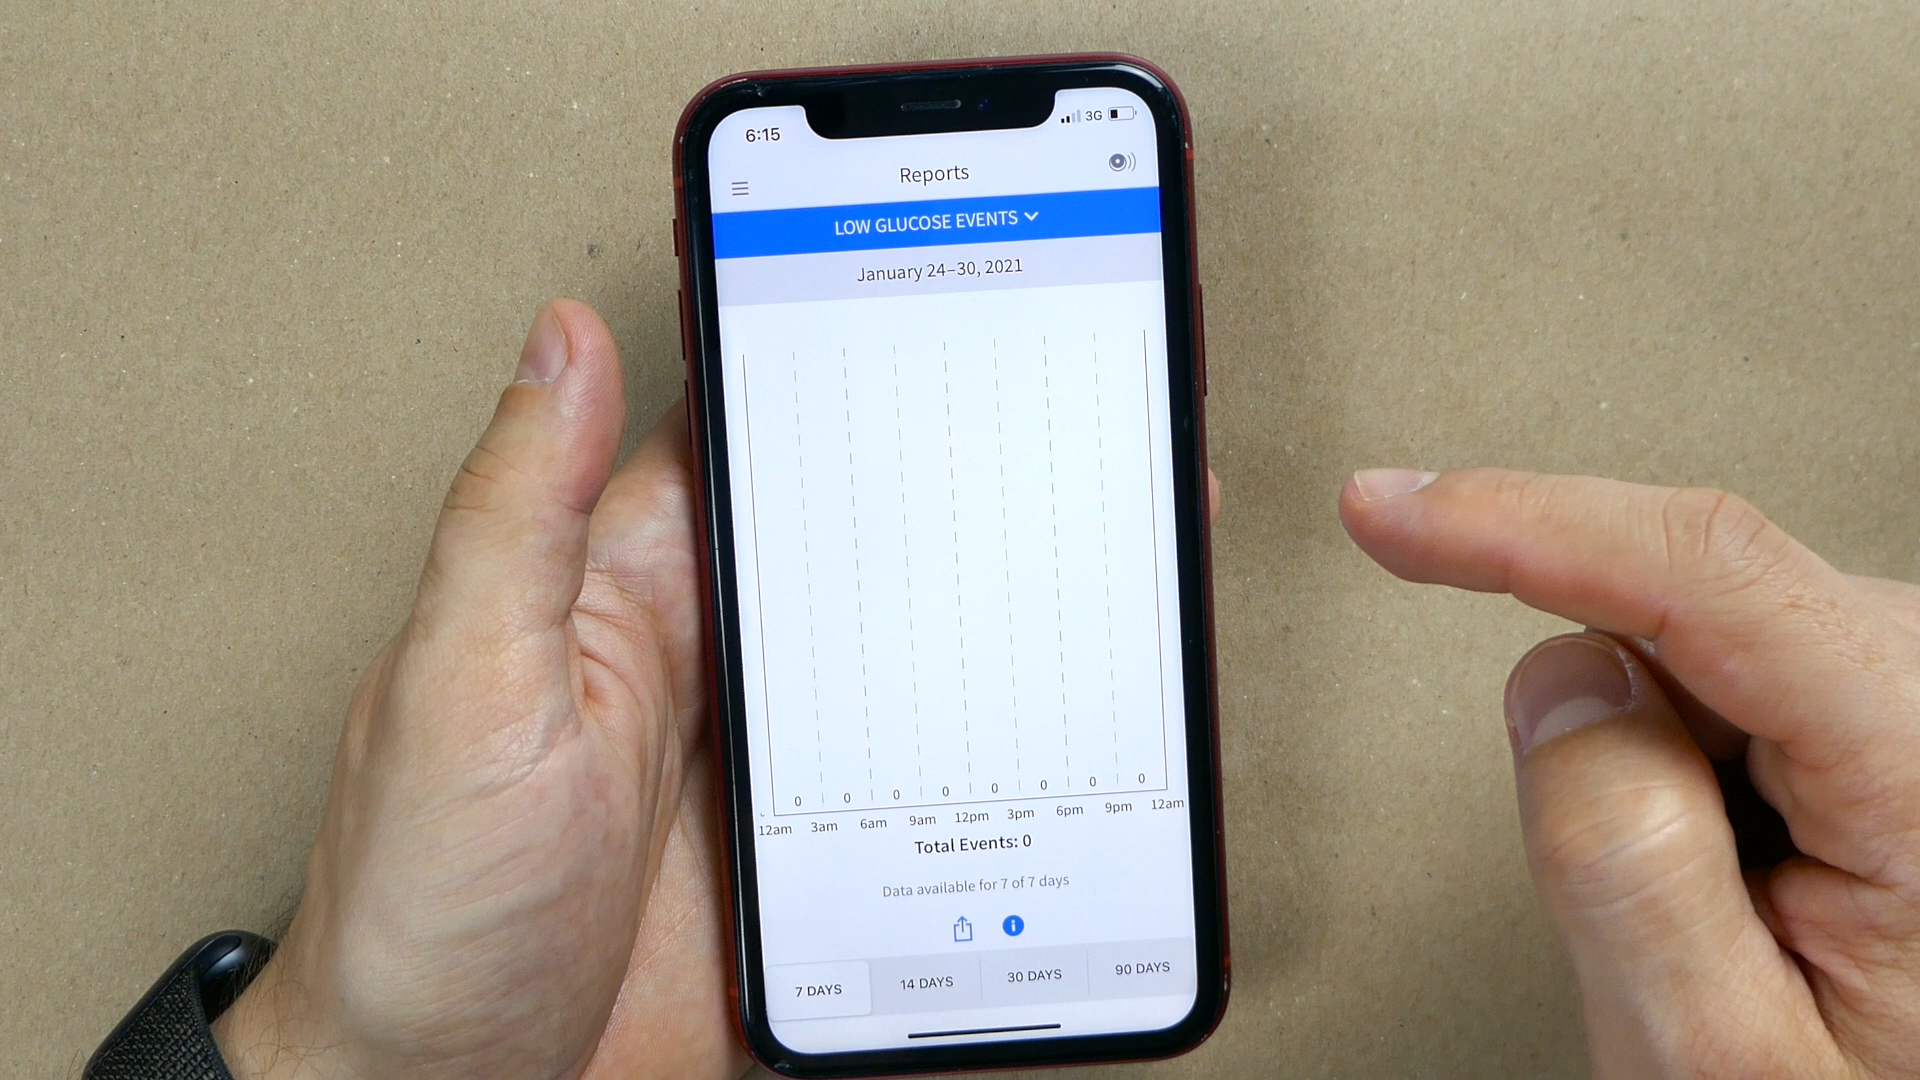 6:15
3G
Reports
LOW GLUCOSE EVENTS
January 24–30, 2021
0 0 0 0 0 0 0 0
12am 3am 6am 9am 12pm 3pm 6pm 9pm 12am
Total Events: 0
Data available for 7 of 7 days
7 DAYS 14 DAYS 30 DAYS 90 DAYS